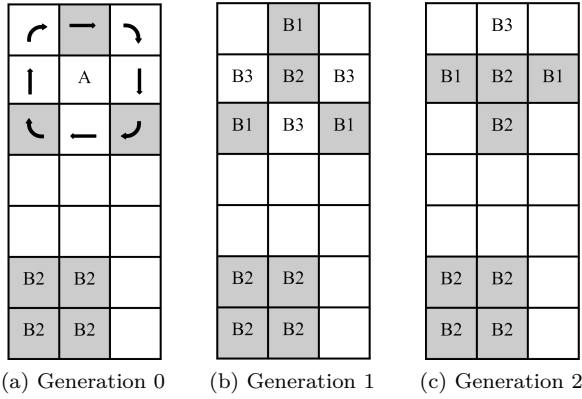 B1 B3
A B3 B2 B3 B1 B2 B1
B1 B3 B1 B2
B2 B2 B2 B2 B2 B2
B2 B2 B2 B2 B2 B2
(a) Generation 0 (b) Generation 1 (c) Generation 2